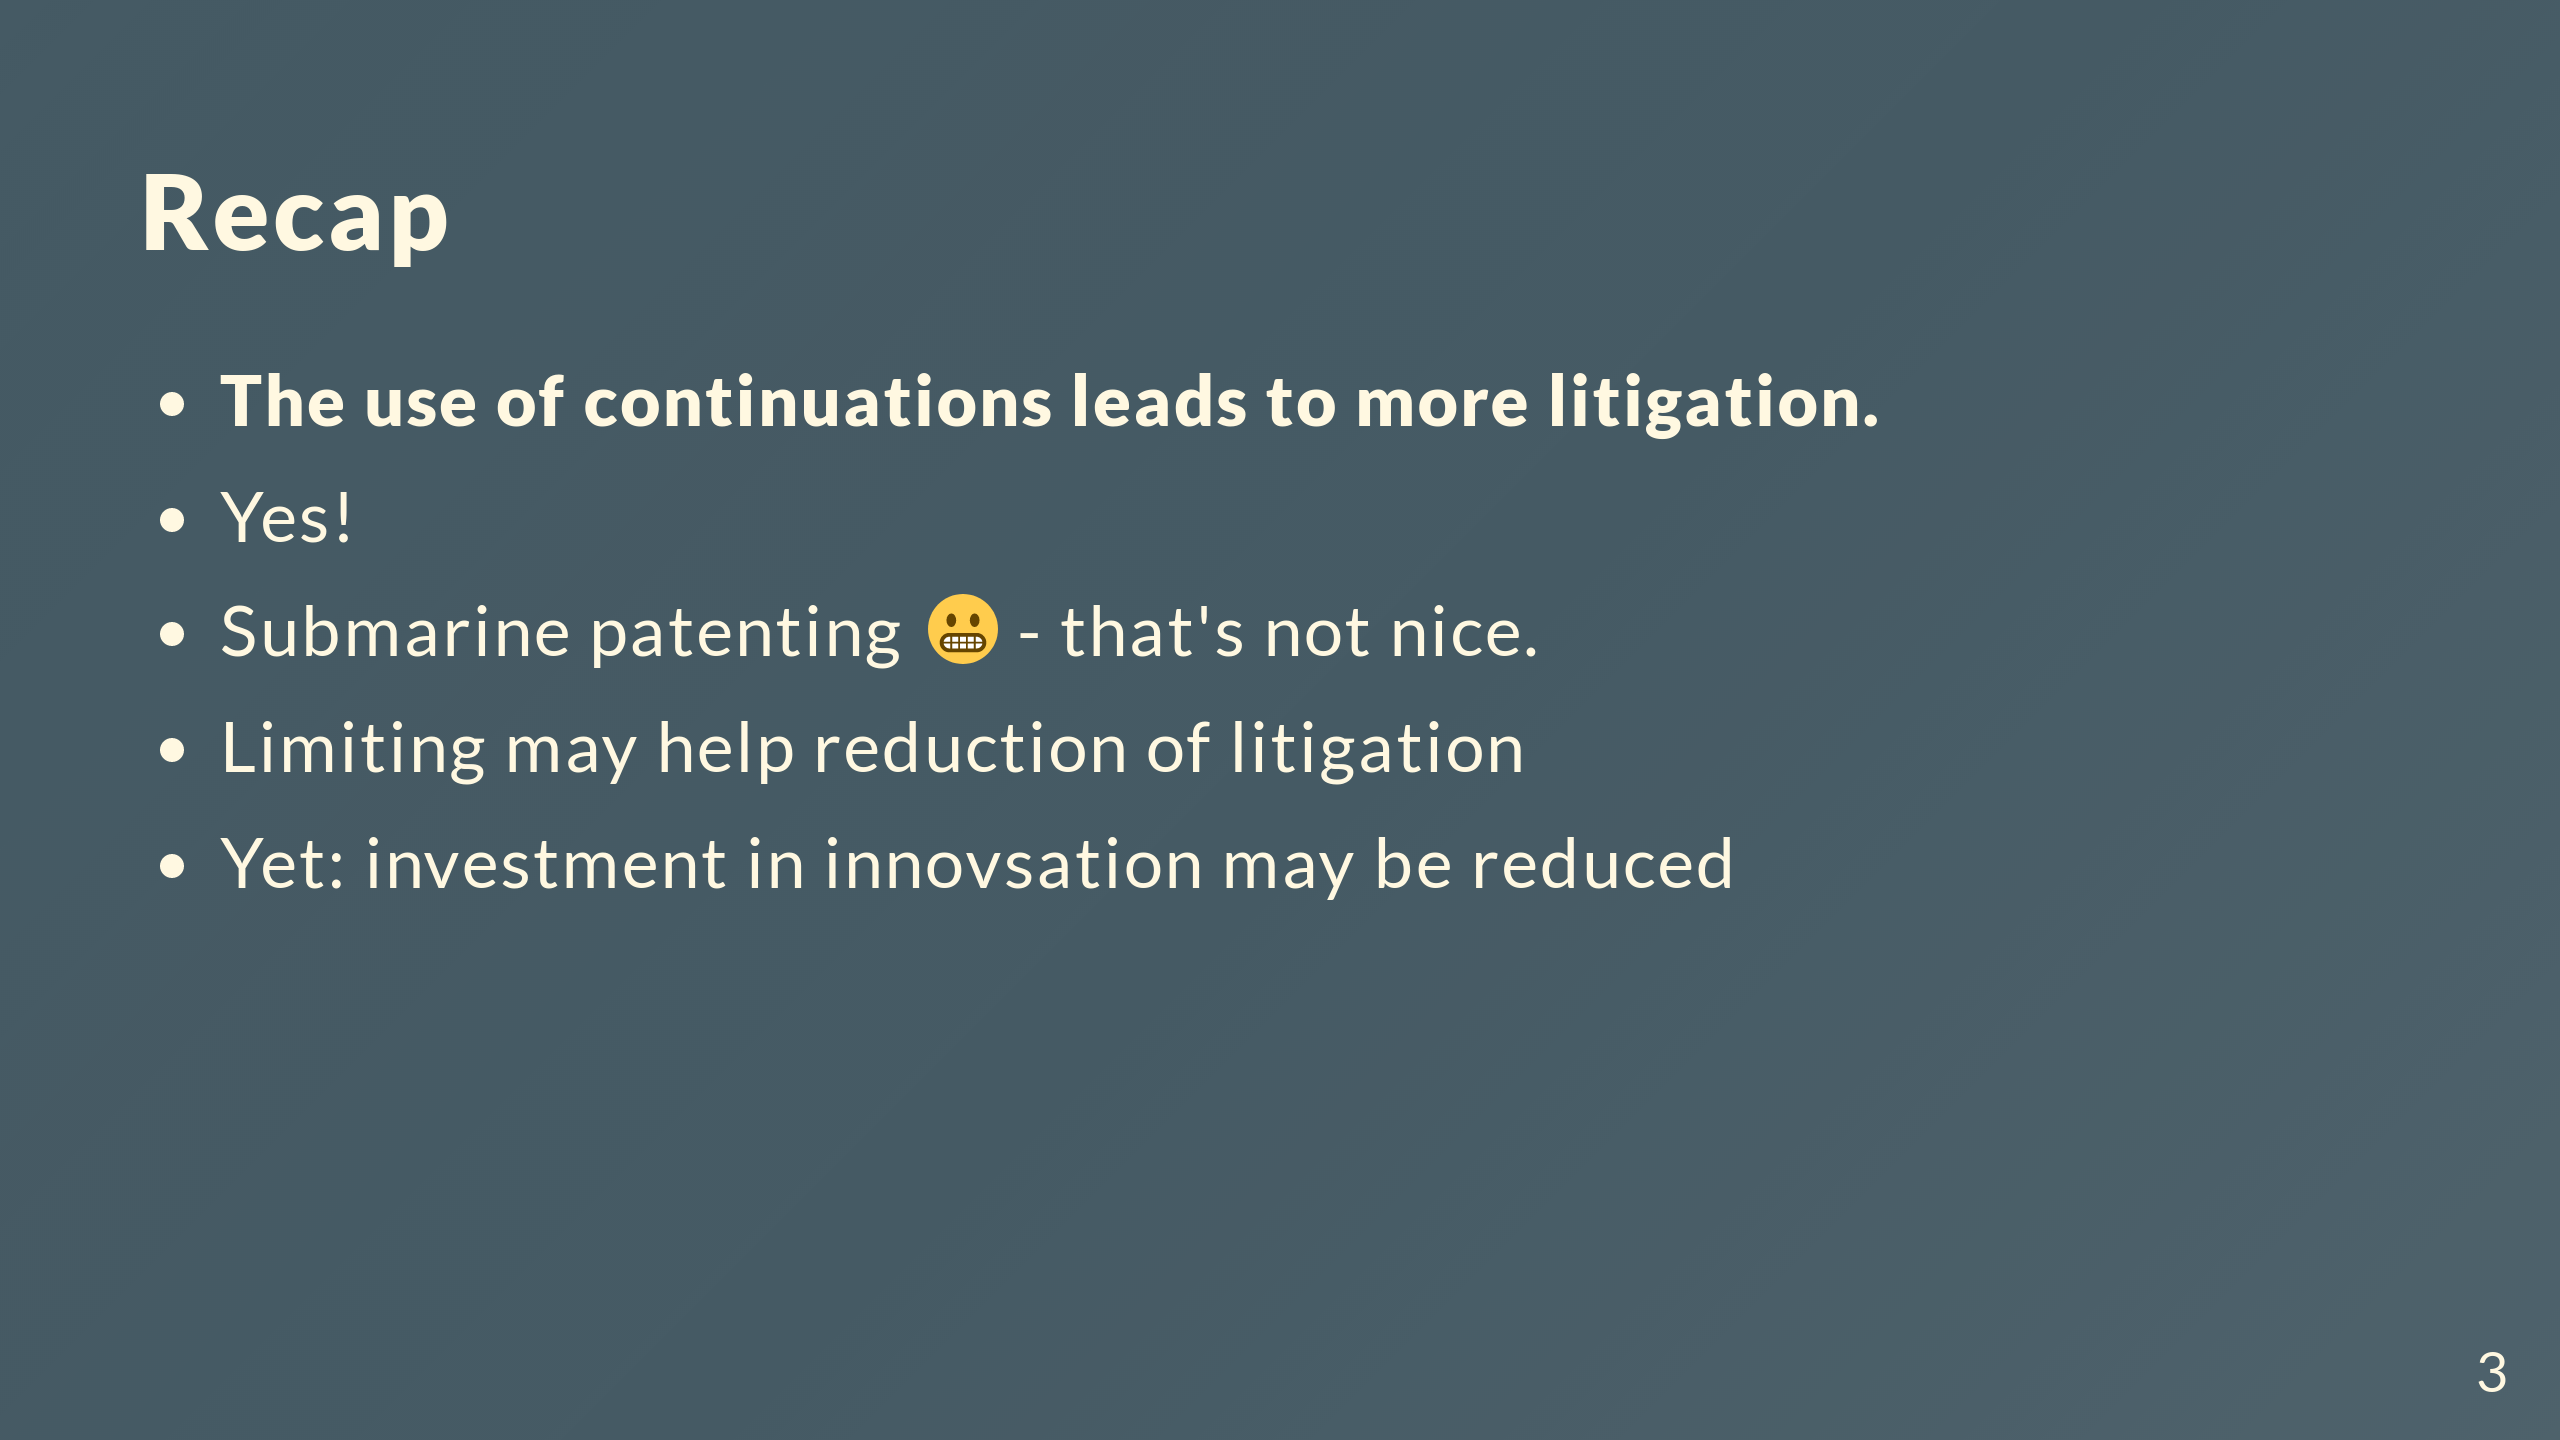 Recap
• The use of continuations leads to more litigation.
• Yes!
• Submarine patenting 😬 - that's not nice.
• Limiting may help reduction of litigation
• Yet: investment in innovsation may be reduced
3